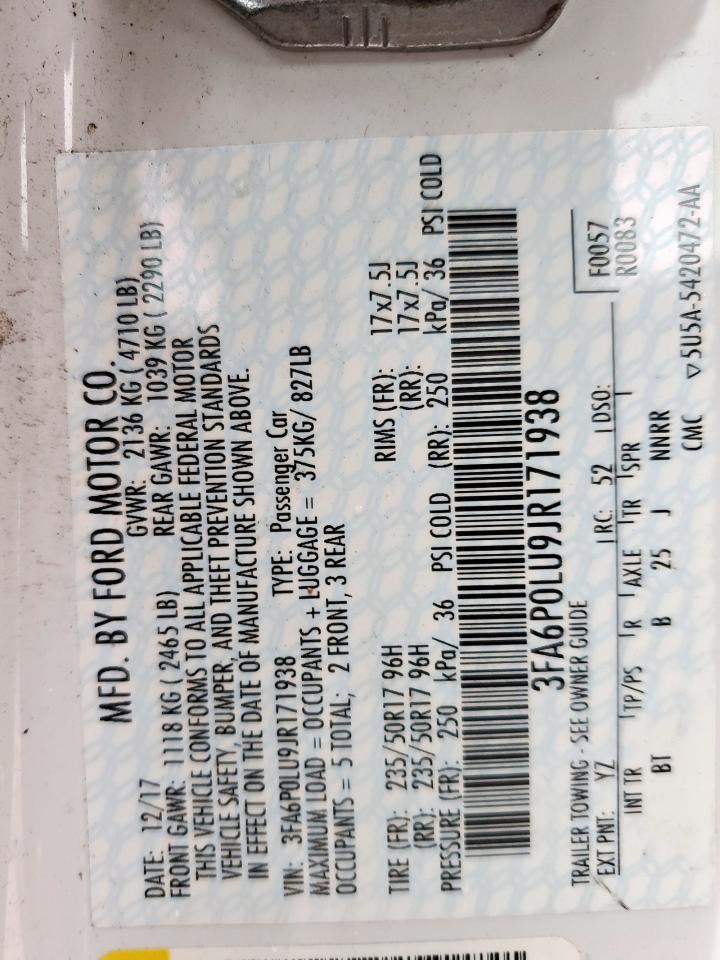 MFD. BY FORD MOTOR CO.
DATE: 12/17 GVWR: 2136 KG ( 4710 LB)
FRONT GAWR: 1118 KG ( 2465 LB) REAR GAWR: 1039 KG ( 2290 LB)
THIS VEHICLE CONFORMS TO ALL APPLICABLE FEDERAL MOTOR
VEHICLE SAFETY, BUMPER, AND THEFT PREVENTION STANDARDS
IN EFFECT ON THE DATE OF MANUFACTURE SHOWN ABOVE.
VIN: 3FA6P0LU9JR171938 TYPE: Passenger Car
MAXIMUM LOAD = OCCUPANTS + LUGGAGE = 375KG/ 827LB
OCCUPANTS = 5 TOTAL; 2 FRONT, 3 REAR
TIRE (FR): 235/50R17 96H RIMS (FR): 17x7.5J
(RR): 235/50R17 96H (RR): 17x7.5J
PRESSURE (FR): 250 kPa/ 36 PSI COLD (RR): 250 kPa/ 36 PSI COLD
3FA6P0LU9JR171938
TRAILER TOWING - SEE OWNER GUIDE
F0057
EXT PNT: YZ RC: 52 DSO: R0083
INT TR TP/PS R AXLE TR SPR
BT B 25 J NNRR
CMC ▽5U5A-5420472-AA